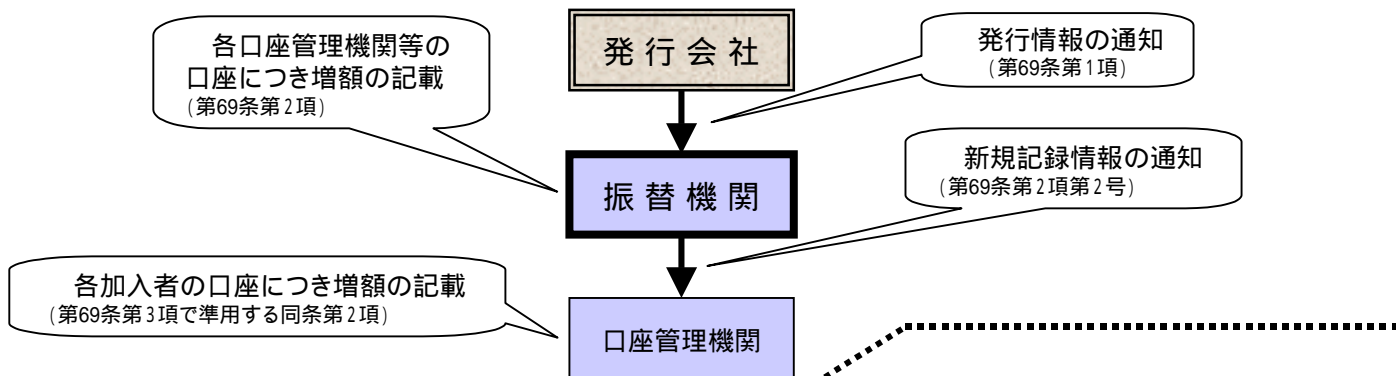 発行会社
発行情報の通知
(第69条第1項)
各口座管理機関等の
口座につき増額の記載
(第69条第2項)
振替機関
新規記録情報の通知
(第69条第2項第2号)
各加入者の口座につき増額の記載
(第69条第3項で準用する同条第2項)
口座管理機関